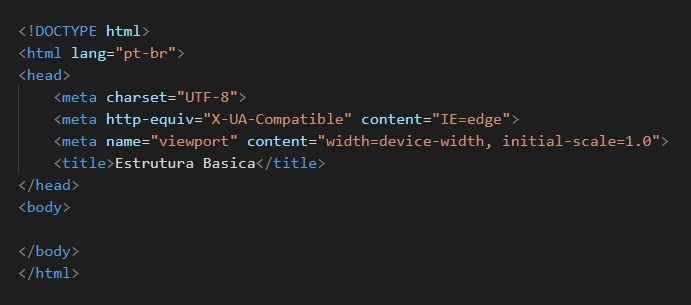 <!DOCTYPE html>
<html lang="pt-br">
<head>
    <meta charset="UTF-8">
    <meta http-equiv="X-UA-Compatible" content="IE=edge">
    <meta name="viewport" content="width=device-width, initial-scale=1.0">
    <title>Estrutura Basica</title>
</head>
<body>

</body>
</html>